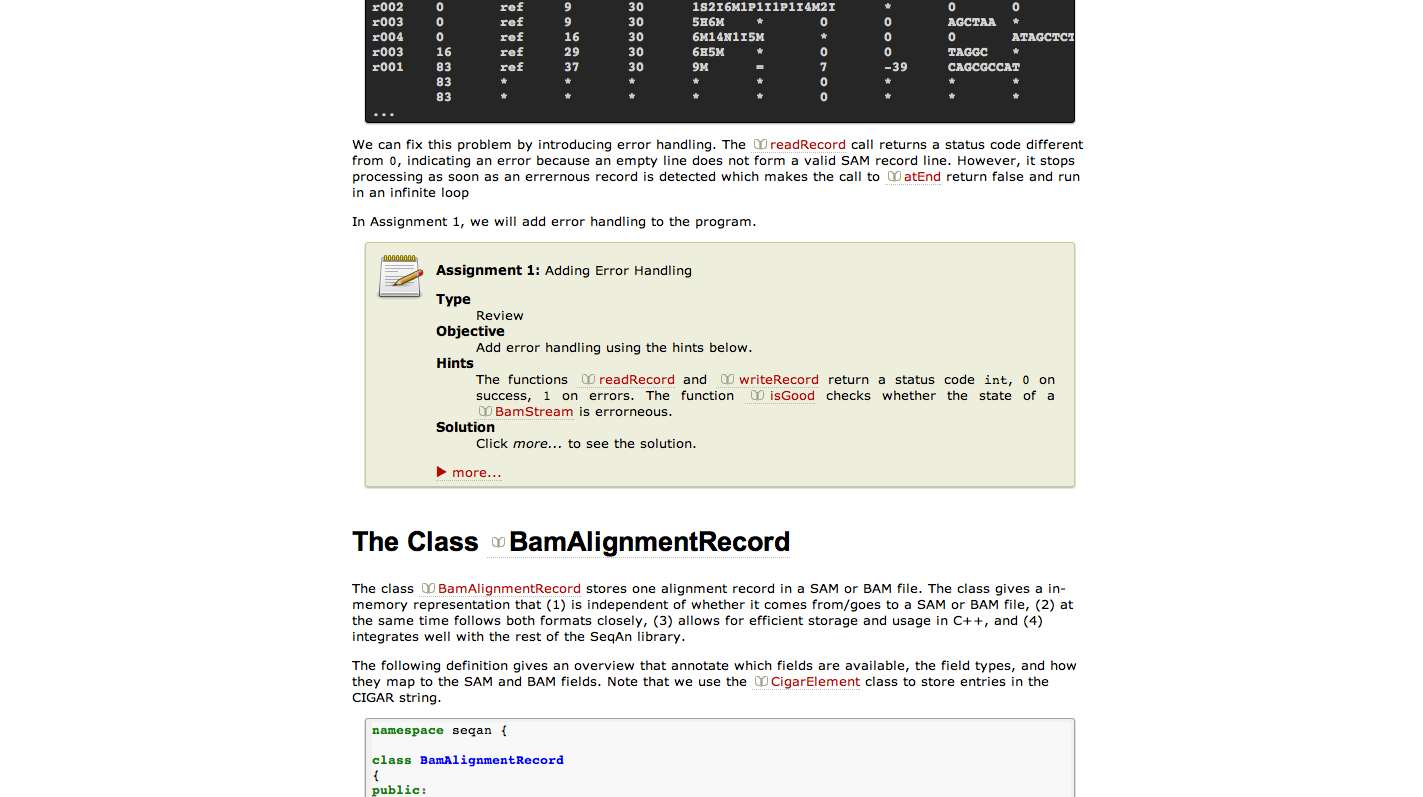 r002 0 ref 9 30 1S2I6M1P1I1P1I4M2I * 0 0
r003 0 ref 9 30 5H6M * 0 0 AGCTAA *
r004 0 ref 16 30 6M14N1I5M * 0 0 ATAGCTCT
r003 16 ref 29 30 6H5M * 0 0 TAGGC *
r001 83 ref 37 30 9M = 7 -39 CAGCGCCAT
83 * * * * * 0 * * *
83 * * * * * 0 * * *
...
We can fix this problem by introducing error handling. The readRecord call returns a status code different
from 0, indicating an error because an empty line does not form a valid SAM record line. However, it stops
processing as soon as an errernous record is detected which makes the call to atEnd return false and run
in an infinite loop
In Assignment 1, we will add error handling to the program.
Assignment 1: Adding Error Handling
Type
Review
Objective
Add error handling using the hints below.
Hints
The functions readRecord and writeRecord return a status code int, 0 on
success, 1 on errors. The function isGood checks whether the state of a
BamStream is errorneous.
Solution
Click more... to see the solution.
more...
The Class BamAlignmentRecord
The class BamAlignmentRecord stores one alignment record in a SAM or BAM file. The class gives a in-
memory representation that (1) is independent of whether it comes from/goes to a SAM or BAM file, (2) at
the same time follows both formats closely, (3) allows for efficient storage and usage in C++, and (4)
integrates well with the rest of the SeqAn library.
The following definition gives an overview that annotate which fields are available, the field types, and how
they map to the SAM and BAM fields. Note that we use the CigarElement class to store entries in the
CIGAR string.
namespace seqan {
class BamAlignmentRecord
{
public: